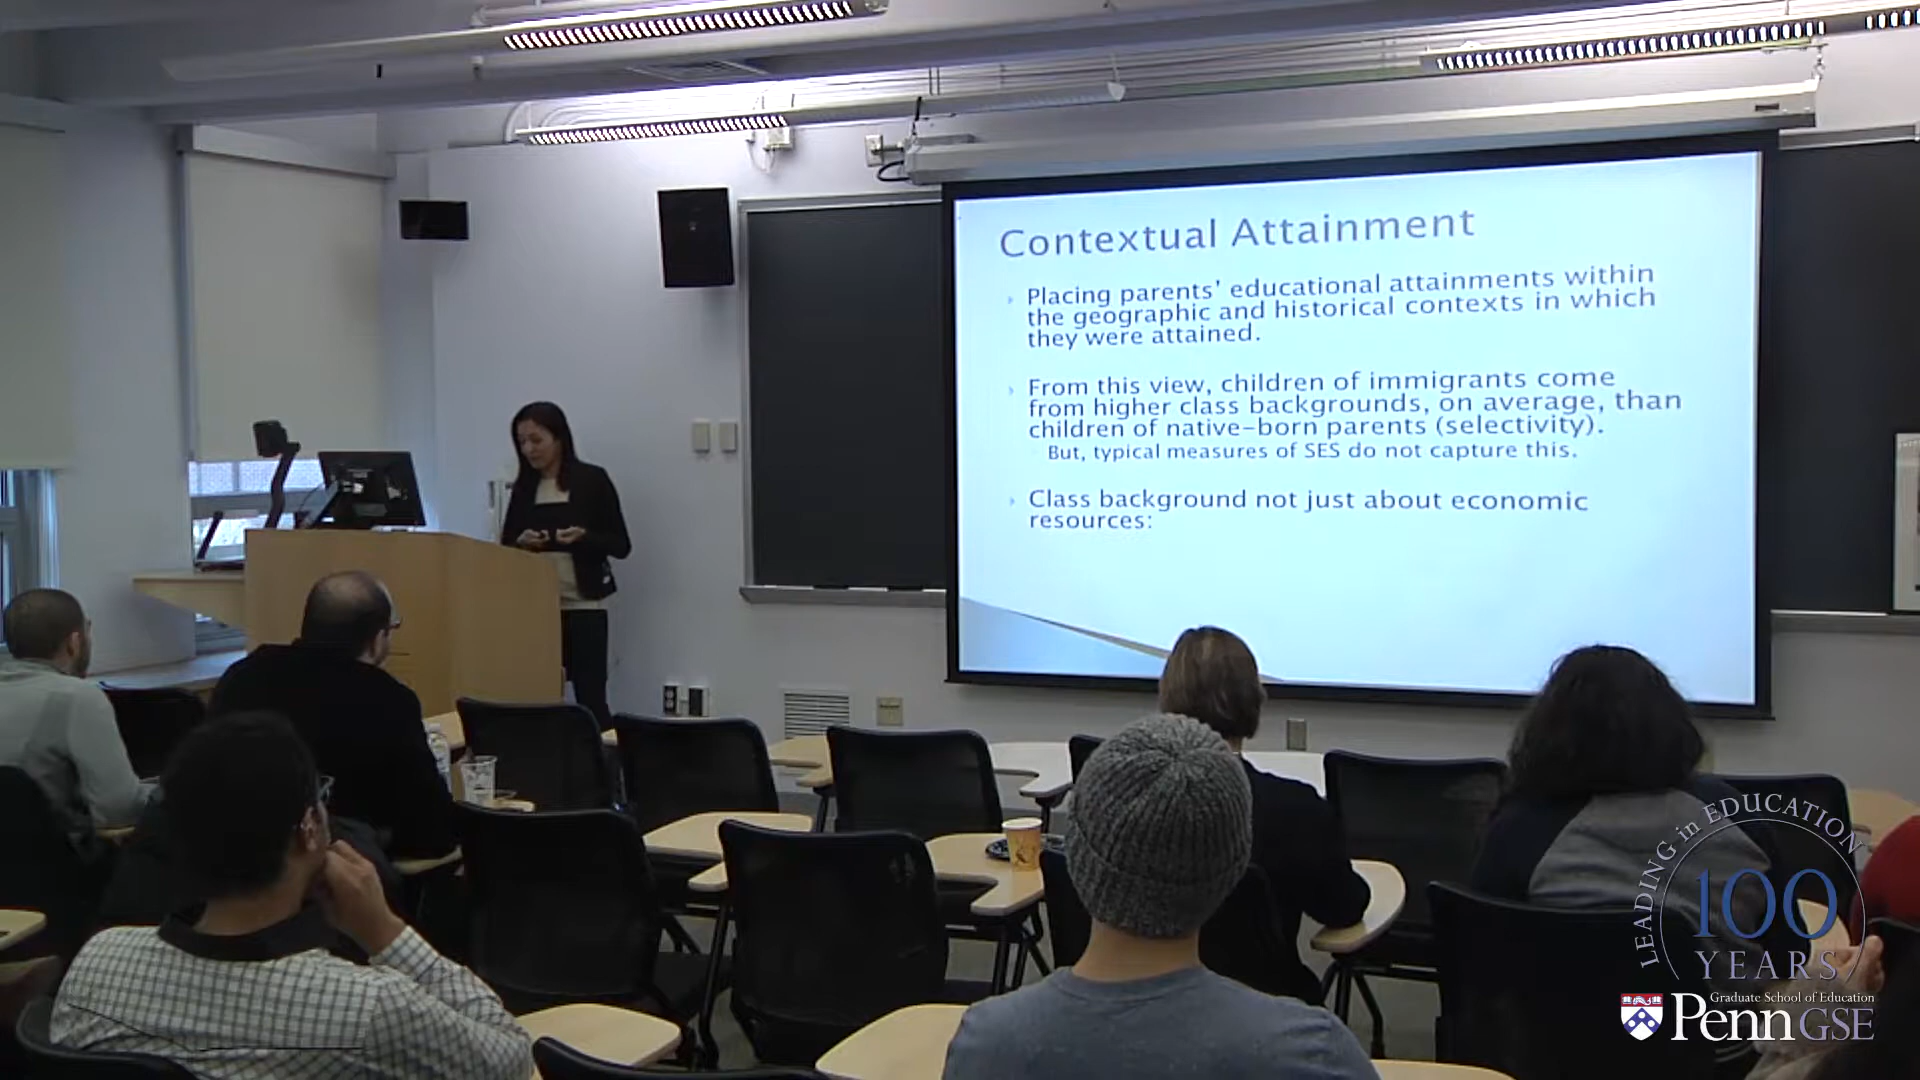 Contextual Attainment
Placing parents' educational attainments within
the geographic and historical contexts in which
they were attained.
From this view, children of immigrants come
from higher class backgrounds, on average, than
children of native-born parents (selectivity).
But, typical measures of SES do not capture this.
Class background not just about economic
resources:
LEADING in EDUCATION
100
YEARS
Graduate School of Education
PennGSE